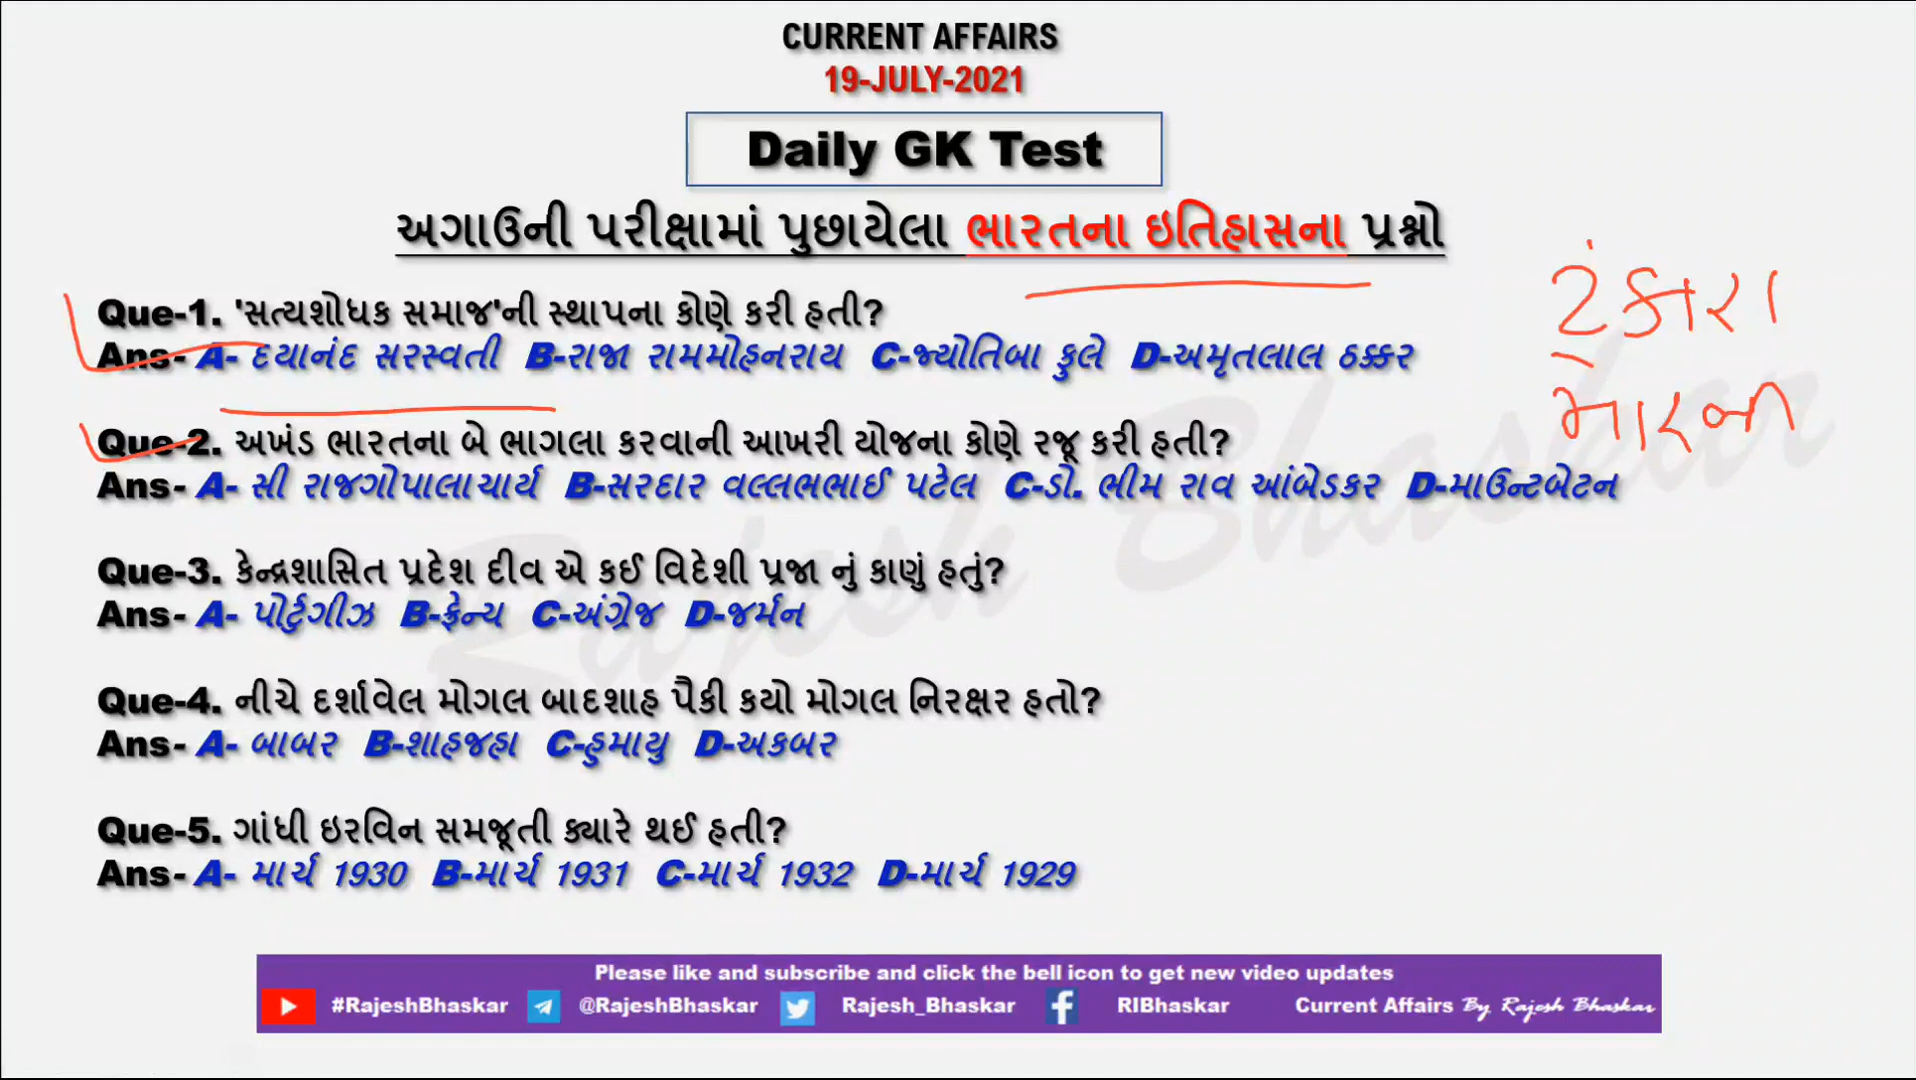 CURRENT AFFAIRS
19-JULY-2021
Daily GK Test
અગાઉની પરીક્ષામાં પુછાયેલા ભારતના ઇતિહાસના પ્રશ્નો
Que-1. 'સત્યશોધક સમાજ'ની સ્થાપના કોણે કરી હતી?
Ans- A- દયાનંદ સરસ્વતી B-રાજા રામમોહનરાય C-જ્યોતિબા ફુલે D-અમૃતલાલ ઠક્કર
ટંકારા
Que-2. અખંડ ભારતના બે ભાગલા કરવાની આખરી યોજના કોણે રજૂ કરી હતી?
Ans- A- સી રાજગોપાલાચાર્ય B-સરદાર વલ્લભભાઈ પટેલ C-ડો. ભીમ રાવ આંબેડકર D-માઉન્ટબેટન
Que-3. કેન્દ્રશાસિત પ્રદેશ દીવ એ કઈ વિદેશી પ્રજા નું કાણું હતું?
Ans- A- પોર્ટુગીઝ B-ફ્રેન્ચ C-અંગ્રેજ D-જર્મન
Que-4. નીચે દર્શાવેલ મોગલ બાદશાહ પૈકી કયો મોગલ નિરક્ષર હતો?
Ans- A- બાબર B-શાહજહા C-હુમાયુ D-અકબર
Que-5. ગાંધી ઇરવિન સમજૂતી ક્યારે થઈ હતી?
Ans- A- માર્ચ 1930 B-માર્ચ 1931 C-માર્ચ 1932 D-માર્ચ 1929
Rajesh Bhaskar
Please like and subscribe and click the bell icon to get new video updates
#RajeshBhaskar @RajeshBhaskar Rajesh_Bhaskar RIBhaskar Current Affairs By Rajesh Bhaskar